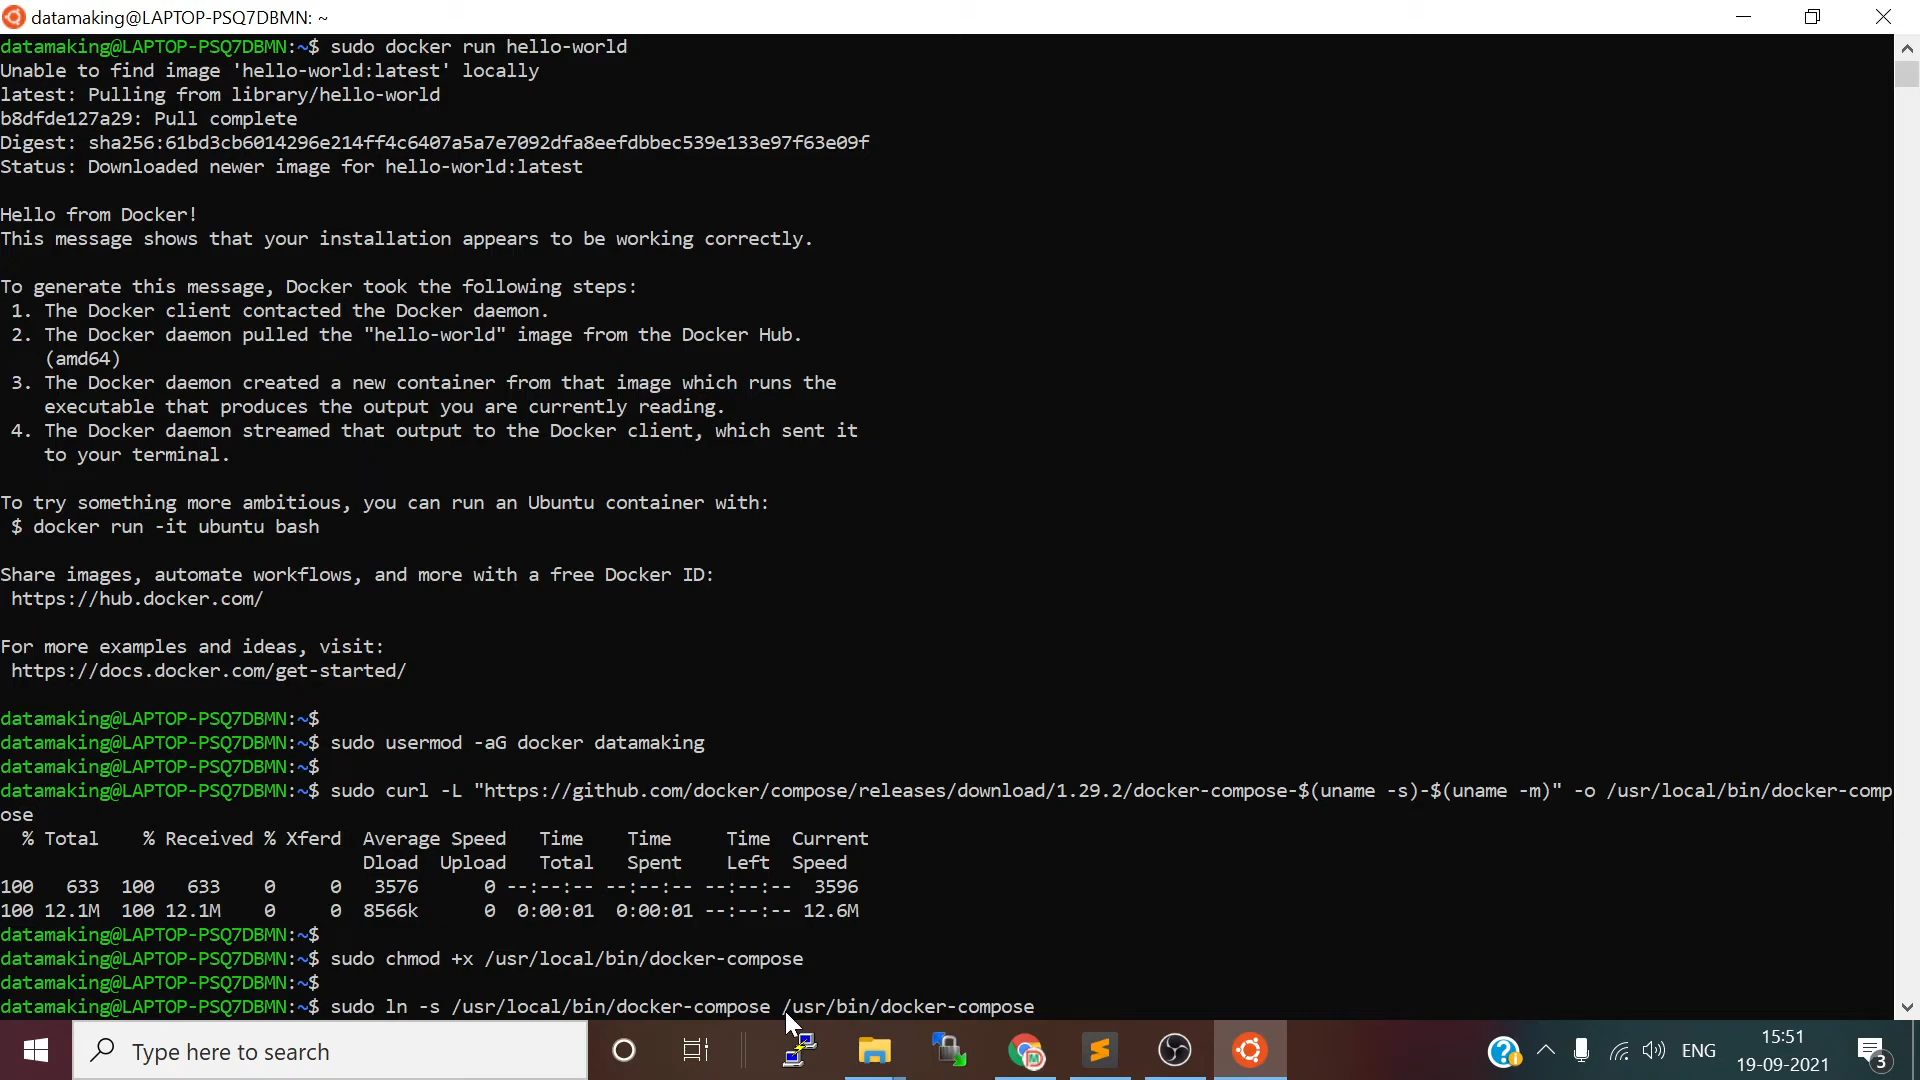 datamaking@LAPTOP-PSQ7DBMN: ~
datamaking@LAPTOP-PSQ7DBMN:~$ sudo docker run hello-world
Unable to find image 'hello-world:latest' locally
latest: Pulling from library/hello-world
b8dfde127a29: Pull complete
Digest: sha256:61bd3cb6014296e214ff4c6407a5a7e7092dfa8eefdbbec539e133e97f63e09f
Status: Downloaded newer image for hello-world:latest
Hello from Docker!
This message shows that your installation appears to be working correctly.
To generate this message, Docker took the following steps:
1. The Docker client contacted the Docker daemon.
2. The Docker daemon pulled the "hello-world" image from the Docker Hub.
(amd64)
3. The Docker daemon created a new container from that image which runs the
executable that produces the output you are currently reading.
4. The Docker daemon streamed that output to the Docker client, which sent it
to your terminal.
To try something more ambitious, you can run an Ubuntu container with:
$ docker run -it ubuntu bash
Share images, automate workflows, and more with a free Docker ID:
https://hub.docker.com/
For more examples and ideas, visit:
https://docs.docker.com/get-started/
datamaking@LAPTOP-PSQ7DBMN:~$
datamaking@LAPTOP-PSQ7DBMN:~$ sudo usermod -aG docker datamaking
datamaking@LAPTOP-PSQ7DBMN:~$
datamaking@LAPTOP-PSQ7DBMN:~$ sudo curl -L "https://github.com/docker/compose/releases/download/1.29.2/docker-compose-$(uname -s)-$(uname -m)" -o /usr/local/bin/docker-comp
ose
% Total % Received % Xferd Average Speed Time Time Time Current
Dload Upload Total Spent Left Speed
100 633 100 633 0 0 3576 0 --:--:-- --:--:-- --:--:-- 3596
100 12.1M 100 12.1M 0 0 8566k 0 0:00:01 0:00:01 --:--:-- 12.6M
datamaking@LAPTOP-PSQ7DBMN:~$
datamaking@LAPTOP-PSQ7DBMN:~$ sudo chmod +x /usr/local/bin/docker-compose
datamaking@LAPTOP-PSQ7DBMN:~$
datamaking@LAPTOP-PSQ7DBMN:~$ sudo ln -s /usr/local/bin/docker-compose /usr/bin/docker-compose
Type here to search
ENG
15:51
19-09-2021
3